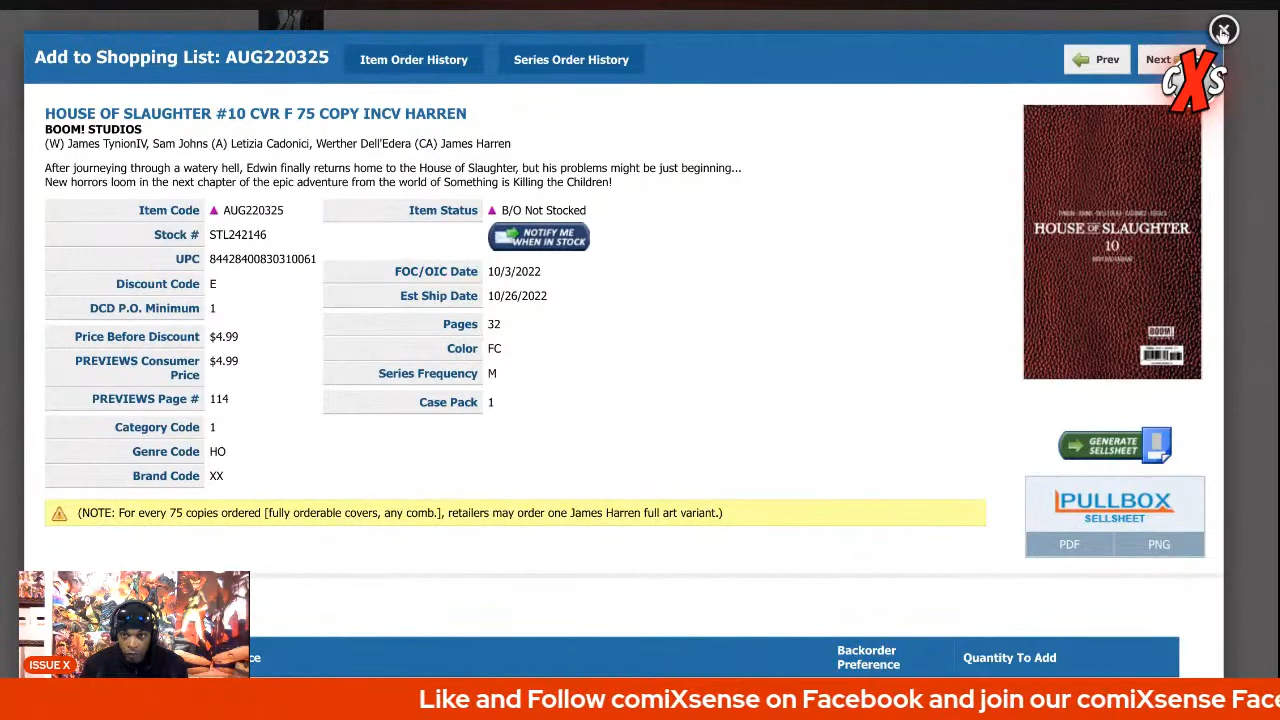 Add to Shopping List: AUG220325
Item Order History
Series Order History
Prev
Next
CXS
HOUSE OF SLAUGHTER #10 CVR F 75 COPY INCV HARREN
BOOM! STUDIOS
(W) James TynionIV, Sam Johns (A) Letizia Cadonici, Werther Dell'Edera (CA) James Harren
After journeying through a watery hell, Edwin finally returns home to the House of Slaughter, but his problems might be just beginning...
New horrors loom in the next chapter of the epic adventure from the world of Something is Killing the Children!
Item Code AUG220325
Stock # STL242146
UPC 84428400830310061
Discount Code E
DCD P.O. Minimum 1
Price Before Discount $4.99
PREVIEWS Consumer Price $4.99
PREVIEWS Page # 114
Category Code 1
Genre Code HO
Brand Code XX
Item Status B/O Not Stocked
NOTIFY ME
WHEN IN STOCK
FOC/OIC Date 10/3/2022
Est Ship Date 10/26/2022
Pages 32
Color FC
Series Frequency M
Case Pack 1
HOUSE OF SLAUGHTER
10
BOOM!
GENERATE
SELLSHEET
PULLBOX
SELLSHEET
PDF
PNG
(NOTE: For every 75 copies ordered [fully orderable covers, any comb.], retailers may order one James Harren full art variant.)
Backorder
Preference
Quantity To Add
ISSUE X
Like and Follow comiXsense on Facebook and join our comiXsense Face